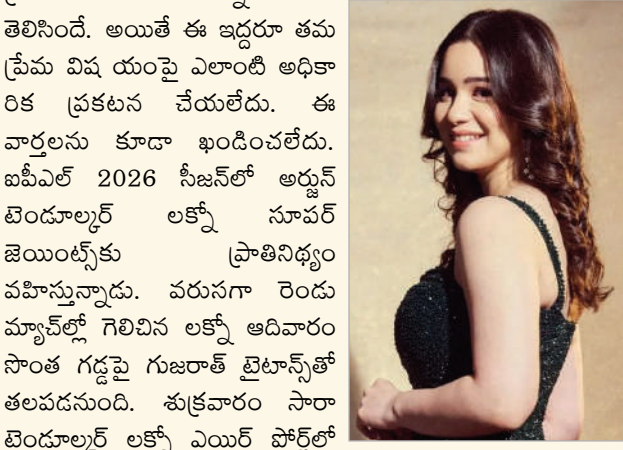 తెలిసిందే. అయితే ఈ ఇద్దరూ తమ
ప్రేమ విష యంపై ఎలాంటి అధికా
రిక ప్రకటన చేయలేదు. ఈ
వార్తలను కూడా ఖండించలేదు.
ఐపీఎల్ 2026 సీజన్‌లో అర్జున్
టెండూల్కర్ లక్నో సూపర్
జెయింట్స్‌కు ప్రాతినిథ్యం
వహిస్తున్నాడు. వరుసగా రెండు
మ్యాచ్‌ల్లో గెలిచిన లక్నో ఆదివారం
సొంత గడ్డపై గుజరాత్ టైటాన్స్‌తో
తలపడనుంది. శుక్రవారం సారా
టెండూల్కర్ లక్నో ఎయిర్ పోర్ట్‌లో